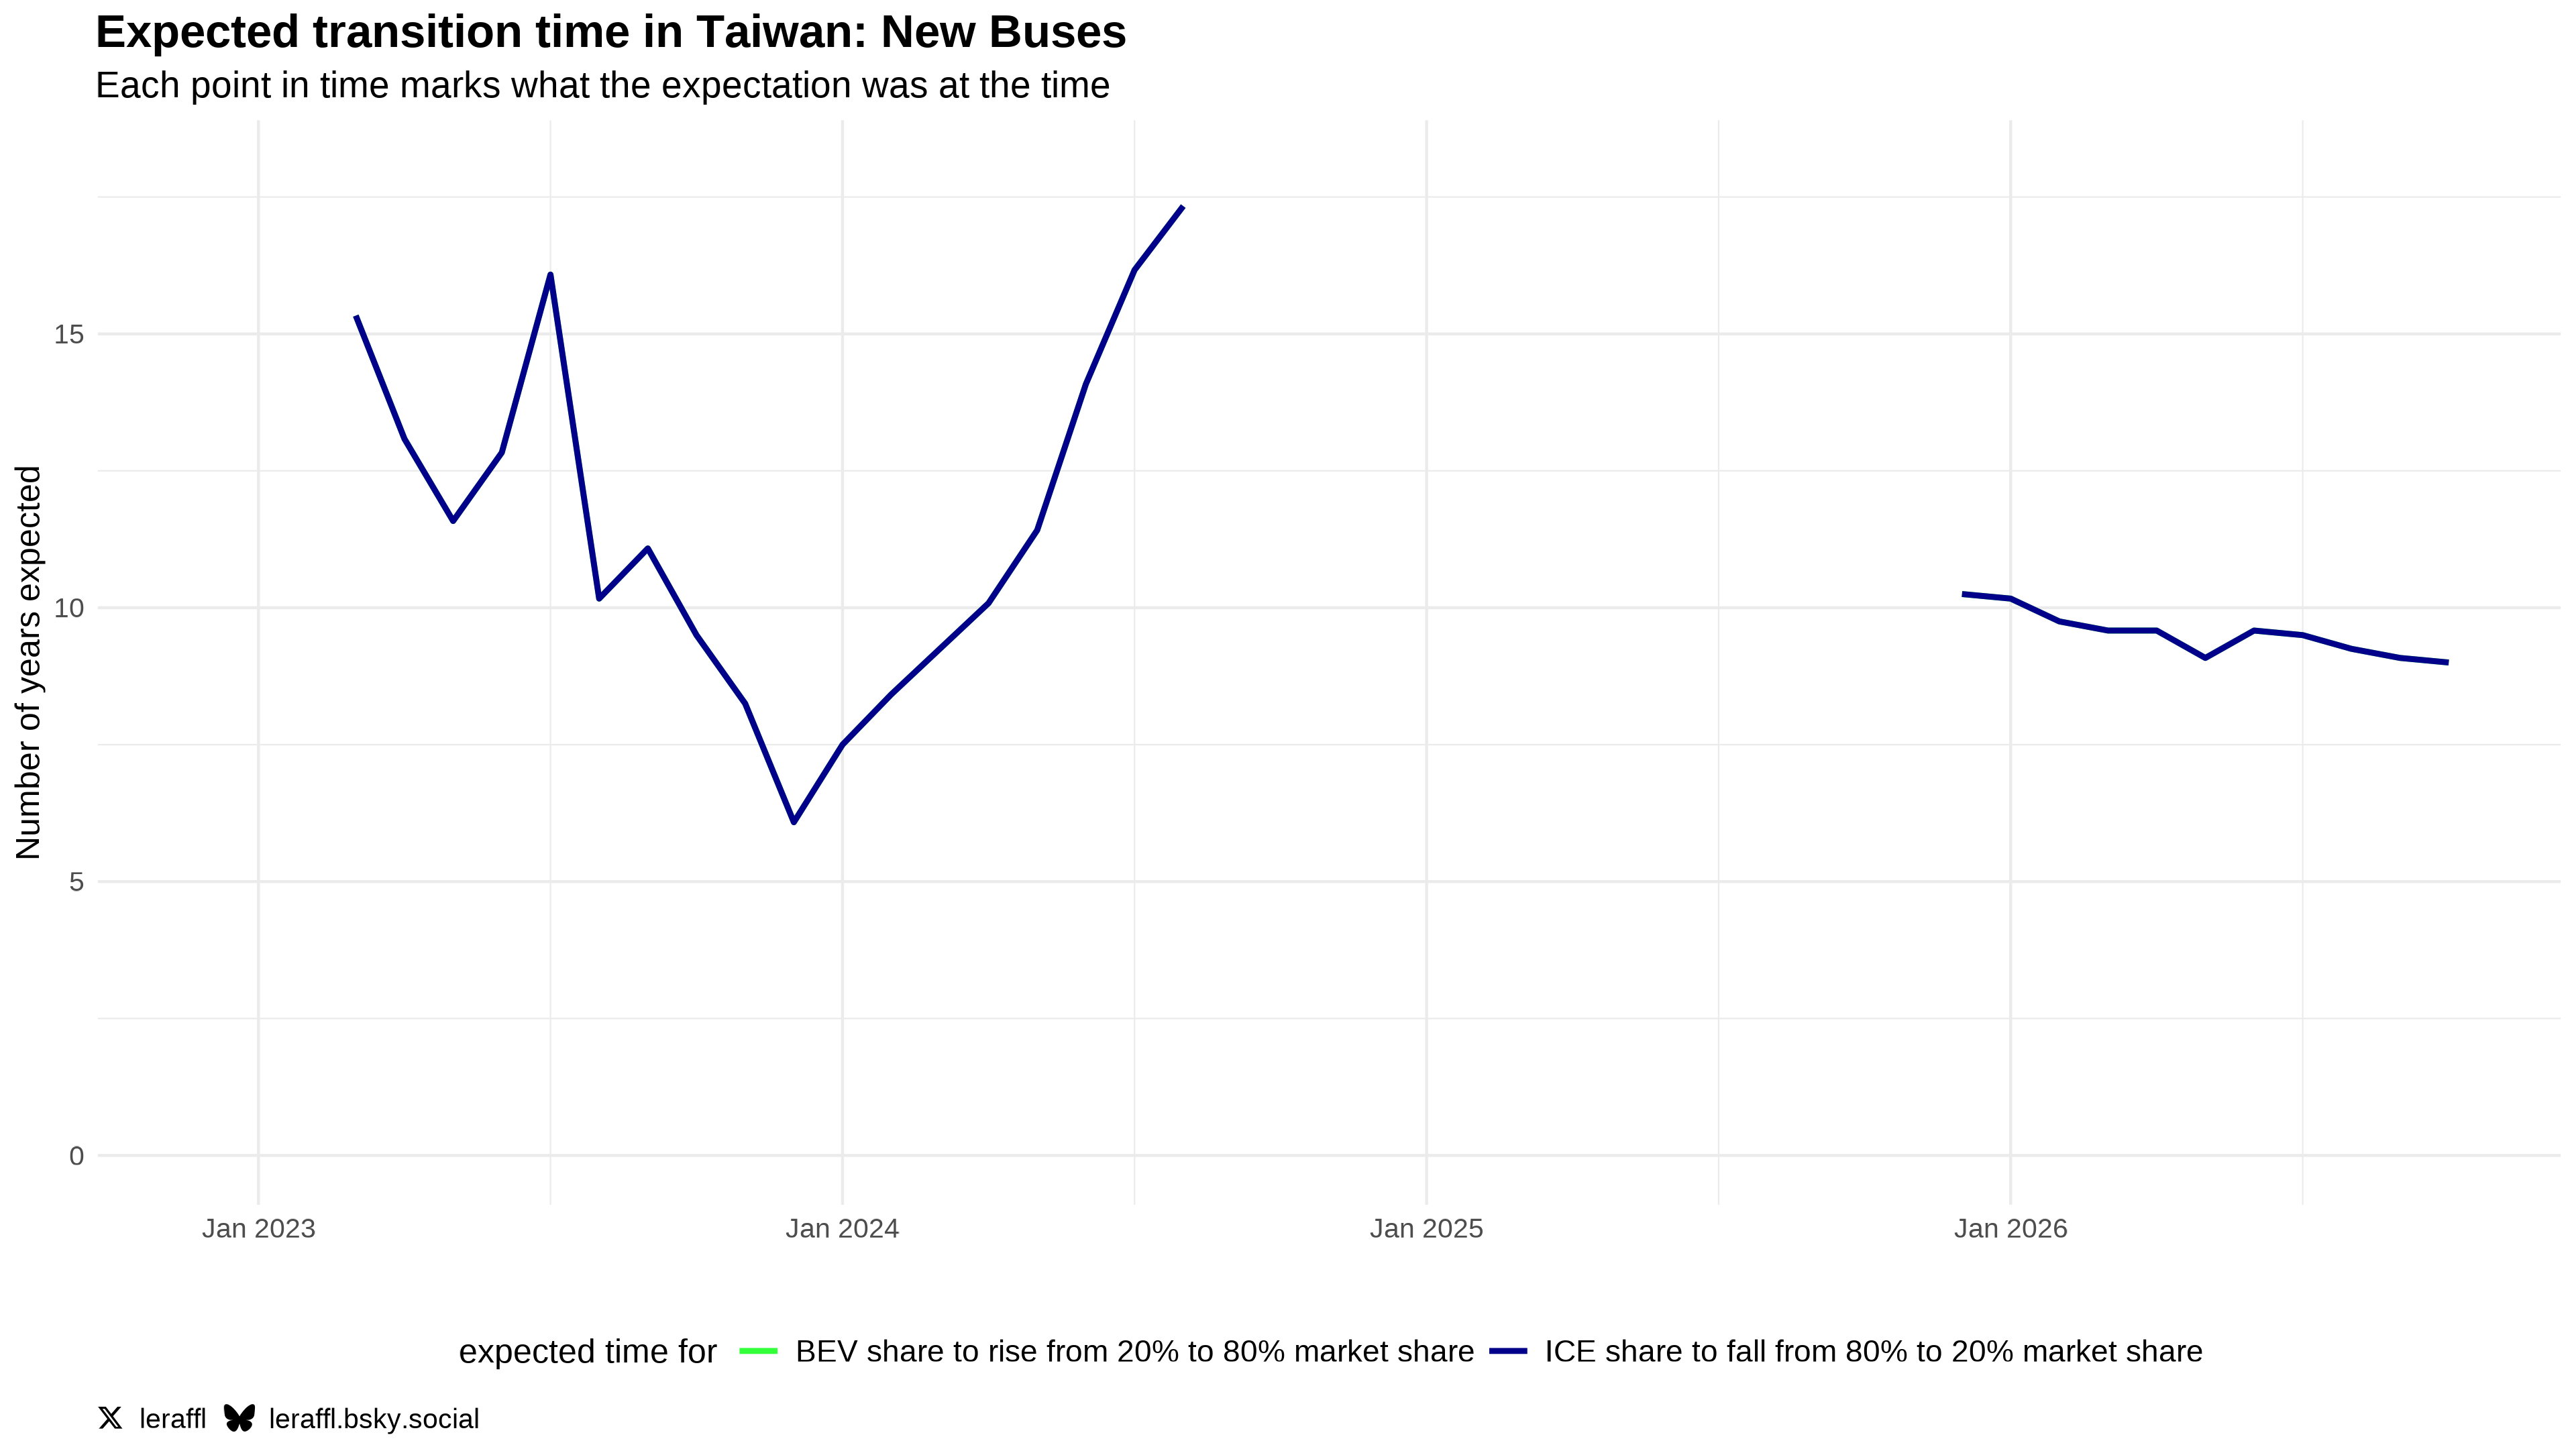 Expected transition time in Taiwan: New Buses
Each point in time marks what the expectation was at the time
Number of years expected
15
10
5
0
Jan 2023
Jan 2024
Jan 2025
Jan 2026
expected time for
BEV share to rise from 20% to 80% market share
ICE share to fall from 80% to 20% market share
leraffl leraffl.bsky.social